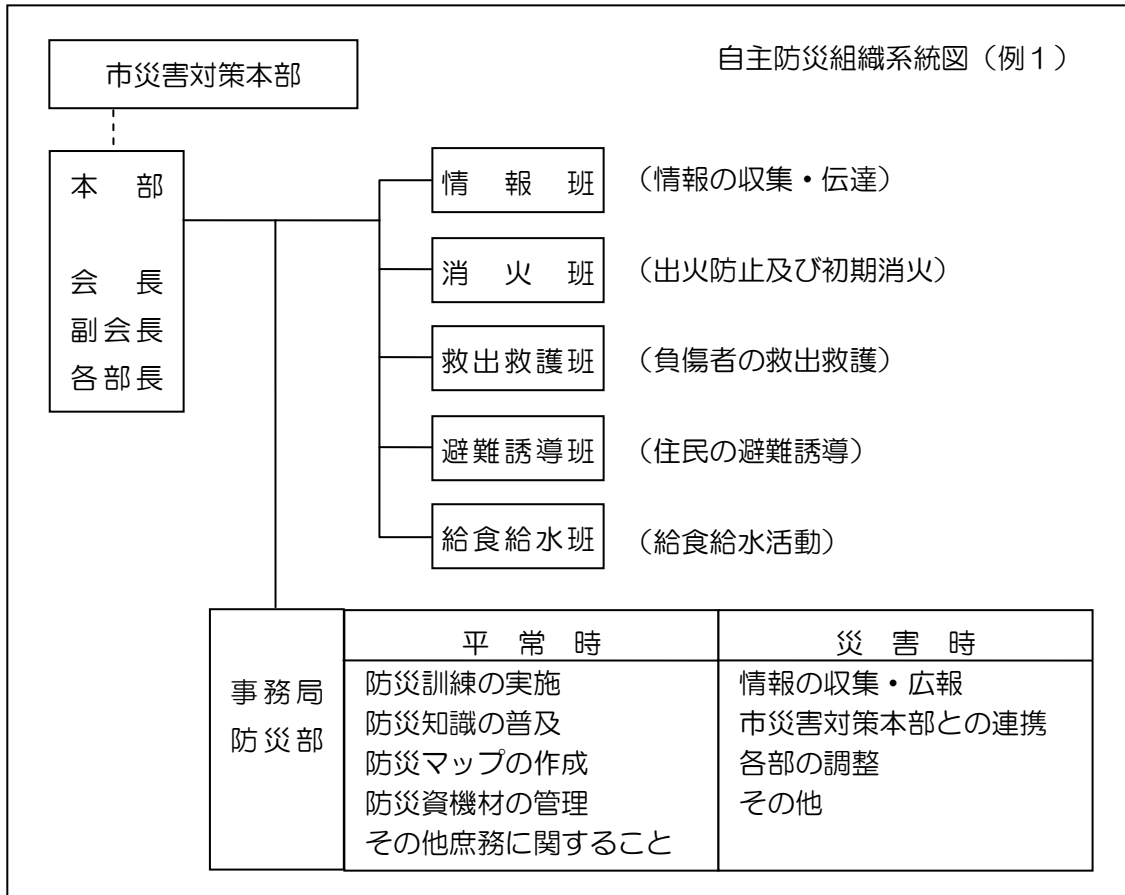 自主防災組織系統図（例１）
市災害対策本部
本　部
会　長
副会長
各部長
情　報　班
（情報の収集・伝達）
消　火　班
（出火防止及び初期消火）
救出救護班
（負傷者の救出救護）
避難誘導班
（住民の避難誘導）
給食給水班
（給食給水活動）
事務局
防災部
平　常　時
防災訓練の実施
防災知識の普及
防災マップの作成
防災資機材の管理
その他庶務に関すること
災　害　時
情報の収集・広報
市災害対策本部との連携
各部の調整
その他